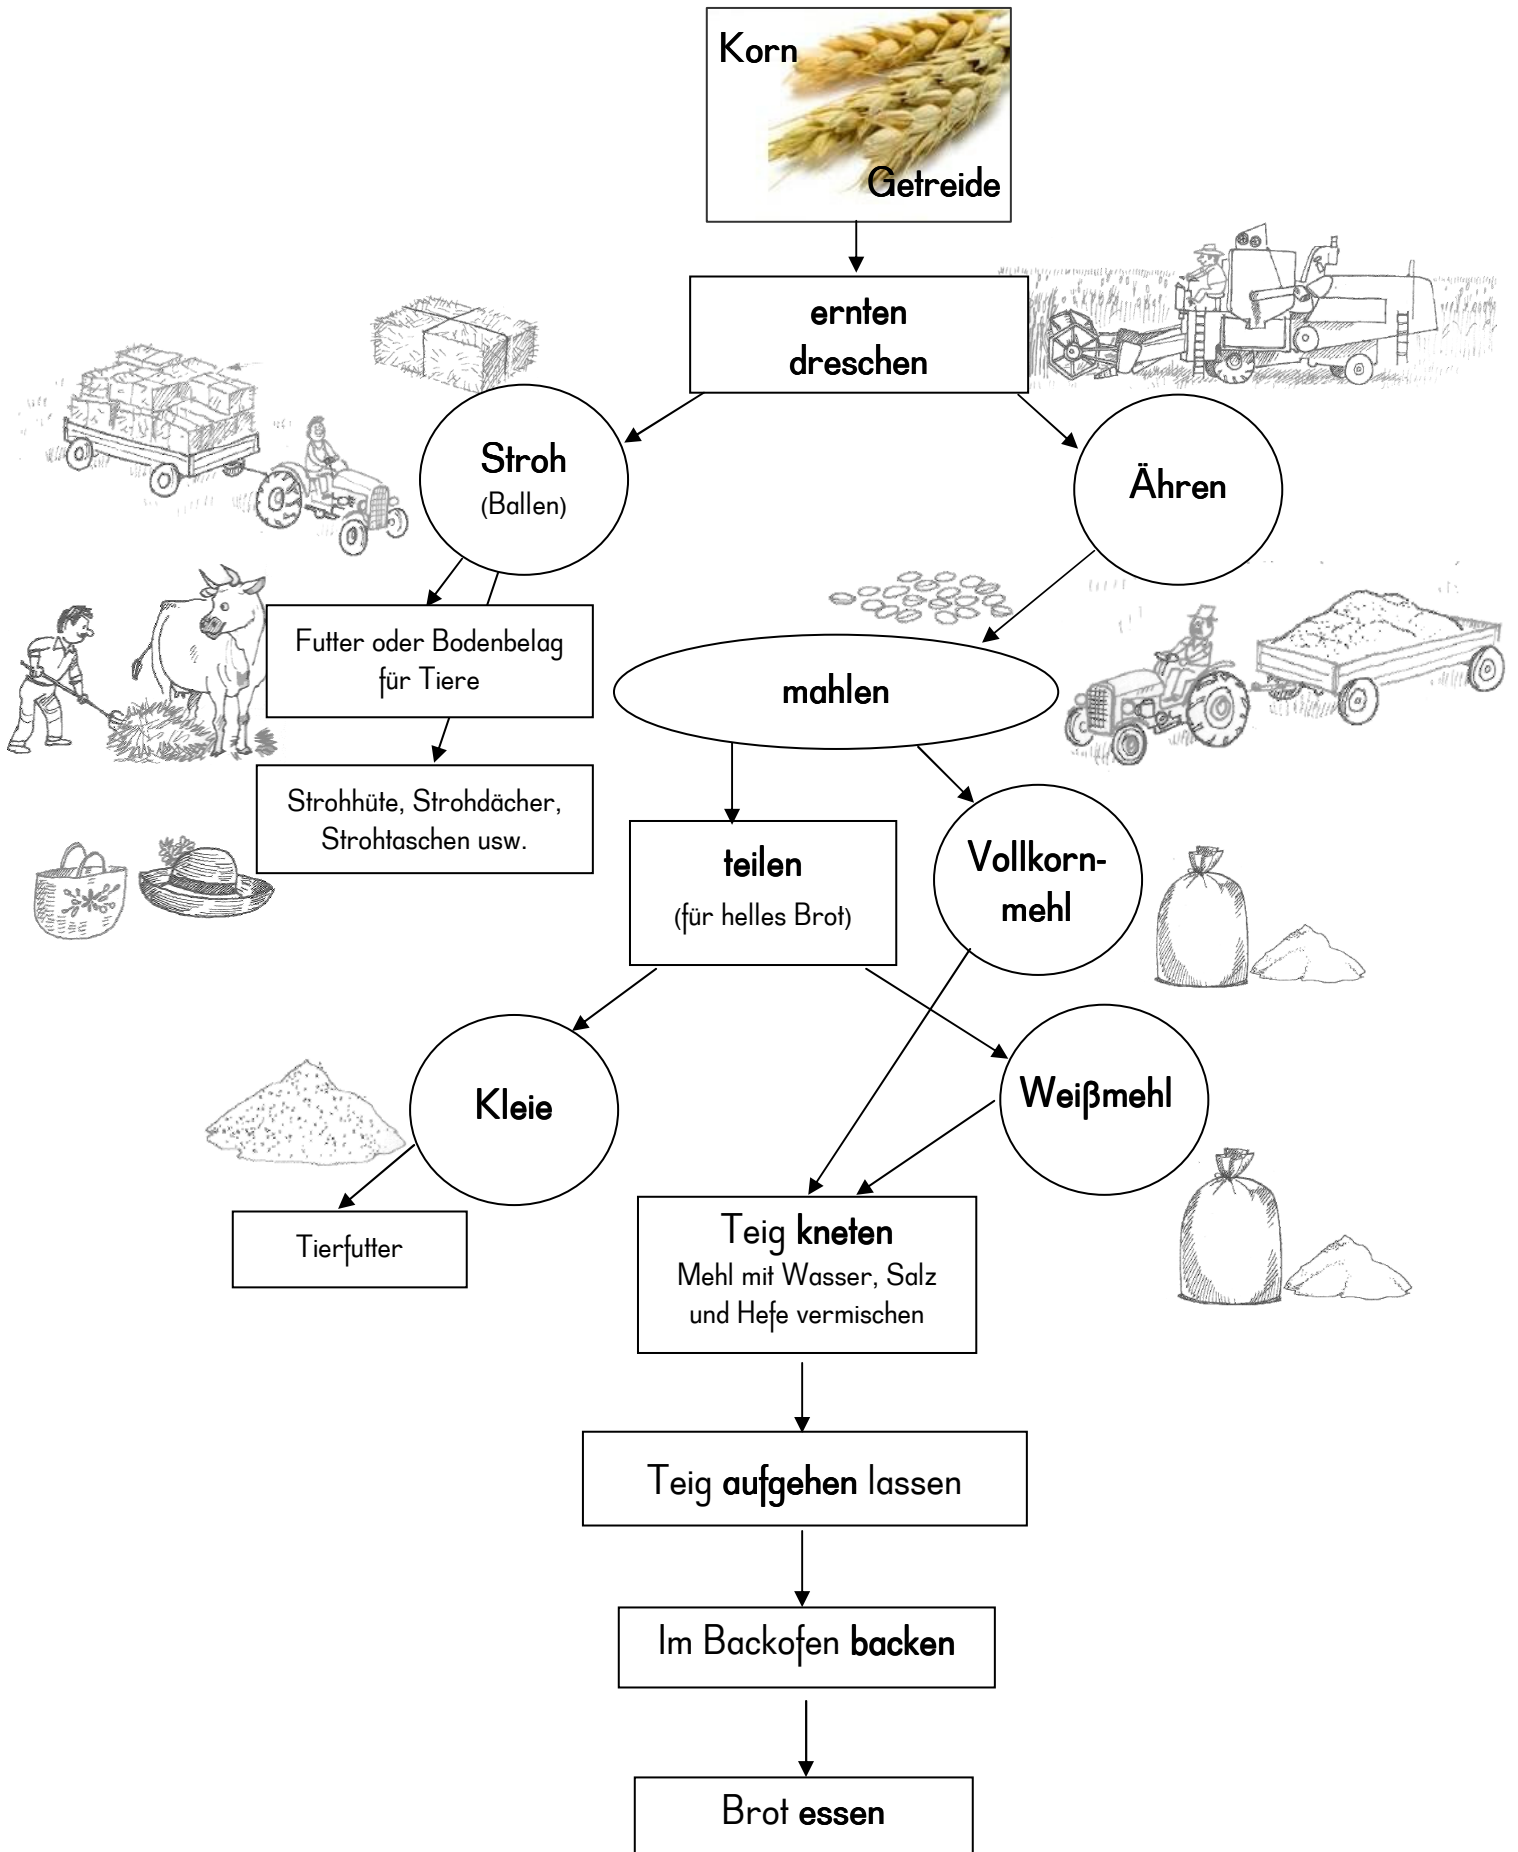 Korn
Getreide
ernten
dreschen
Stroh
(Ballen)
Ähren
Futter oder Bodenbelag
für Tiere
mahlen
Strohhüte, Strohdächer,
Strohtaschen usw.
teilen
(für helles Brot)
Vollkorn-
mehl
Kleie
Weißmehl
Tierfutter
Teig kneten
Mehl mit Wasser, Salz
und Hefe vermischen
Teig aufgehen lassen
Im Backofen backen
Brot essen